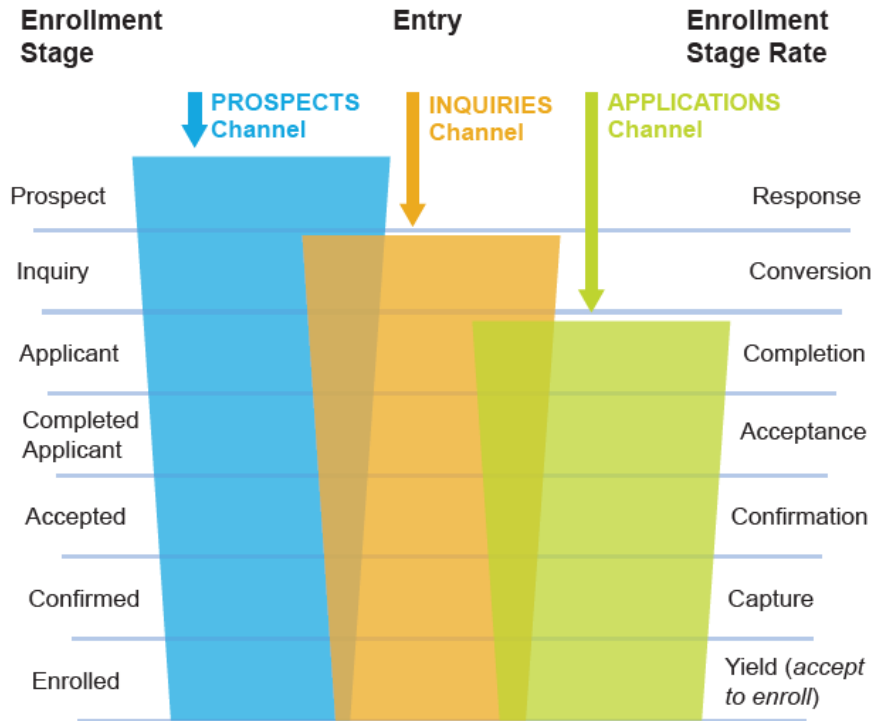 Enrollment
Stage
Entry
Enrollment
Stage Rate
PROSPECTS
Channel
INQUIRIES
Channel
APPLICATIONS
Channel
Prospect
Response
Inquiry
Conversion
Applicant
Completion
Completed
Applicant
Acceptance
Accepted
Confirmation
Confirmed
Capture
Enrolled
Yield (accept
to enroll)